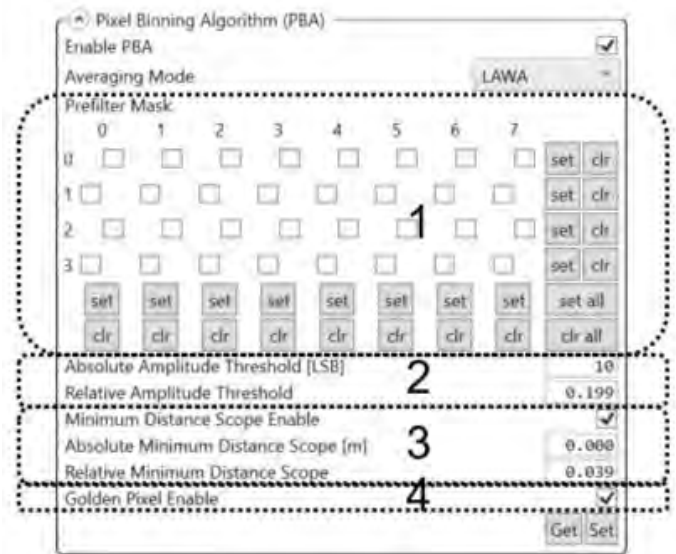 Pixel Binning Algorithm (PBA)
Enable PBA
Averaging Mode LAWA
Prefilter Mask
0 1 2 3 4 5 6 7
0 set clr
1 set clr
2 set clr
3 set clr
1
set set set set set set set set set all
clr clr clr clr clr clr clr clr clr all
Absolute Amplitude Threshold [LSB] 10
2
Relative Amplitude Threshold 0.199
Minimum Distance Scope Enable
Absolute Minimum Distance Scope [m] 0.000
3
Relative Minimum Distance Scope 0.039
Golden Pixel Enable
4
Get Set